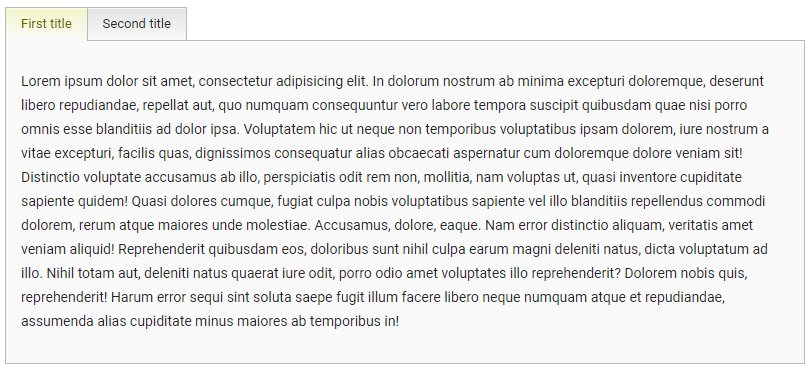 First title
Second title
Lorem ipsum dolor sit amet, consectetur adipisicing elit. In dolorum nostrum ab minima excepturi doloremque, deserunt
libero repudiandae, repellat aut, quo numquam consequuntur vero labore tempora suscipit quibusdam quae nisi porro
omnis esse blanditiis ad dolor ipsa. Voluptatem hic ut neque non temporibus voluptatibus ipsam dolorem, iure nostrum a
vitae excepturi, facilis quas, dignissimos consequatur alias obcaecati aspernatur cum doloremque dolore veniam sit!
Distinctio voluptate accusamus ab illo, perspiciatis odit rem non, mollitia, nam voluptas ut, quasi inventore cupiditate
sapiente quidem! Quasi dolores cumque, fugiat culpa nobis voluptatibus sapiente vel illo blanditiis repellendus commodi
dolorem, rerum atque maiores unde molestiae. Accusamus, dolore, eaque. Nam error distinctio aliquam, veritatis amet
veniam aliquid! Reprehenderit quibusdam eos, doloribus sunt nihil culpa earum magni deleniti natus, dicta voluptatum ad
illo. Nihil totam aut, deleniti natus quaerat iure odit, porro odio amet voluptates illo reprehenderit? Dolorem nobis quis,
reprehenderit! Harum error sequi sint soluta saepe fugit illum facere libero neque numquam atque et repudiandae,
assumenda alias cupiditate minus maiores ab temporibus in!